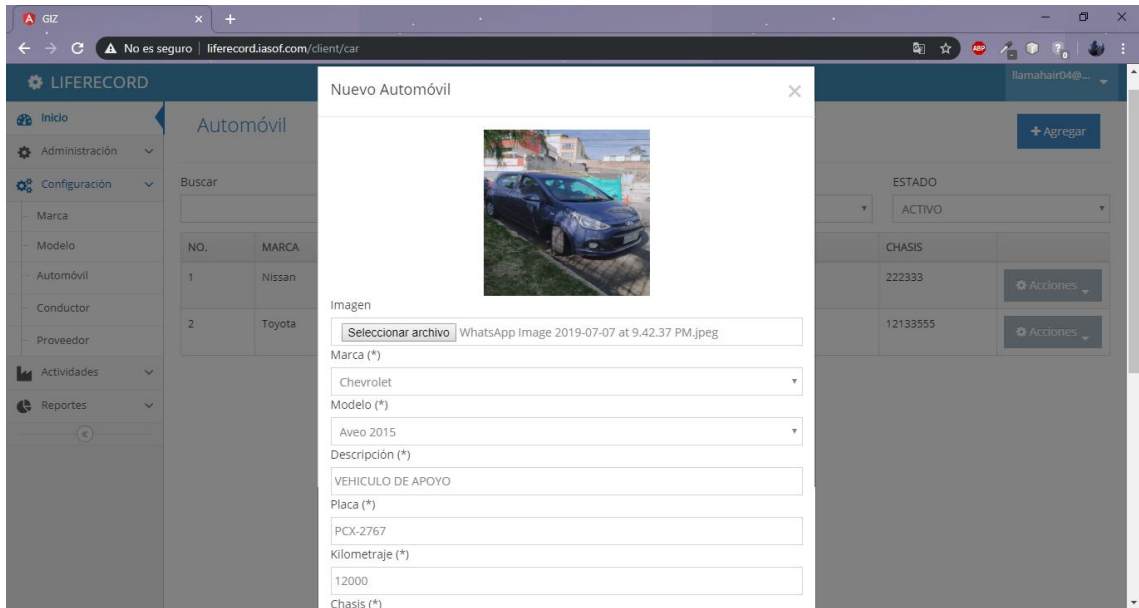 GIZ
No es seguro | liferecord.iasof.com/client/car
ABP
LIFERECORD
llamahair04@...
Inicio
Administración
Configuración
Marca
Modelo
Automóvil
Conductor
Proveedor
Actividades
Reportes
Automóvil
+ Agregar
Buscar
ESTADO
ACTIVO
NO. MARCA CHASIS
1 Nissan 222333 Acciones
2 Toyota 12133555 Acciones
Nuevo Automóvil
Imagen
Seleccionar archivo WhatsApp Image 2019-07-07 at 9.42.37 PM.jpeg
Marca (*)
Chevrolet
Modelo (*)
Aveo 2015
Descripción (*)
VEHICULO DE APOYO
Placa (*)
PCX-2767
Kilometraje (*)
12000
Chasis (*)